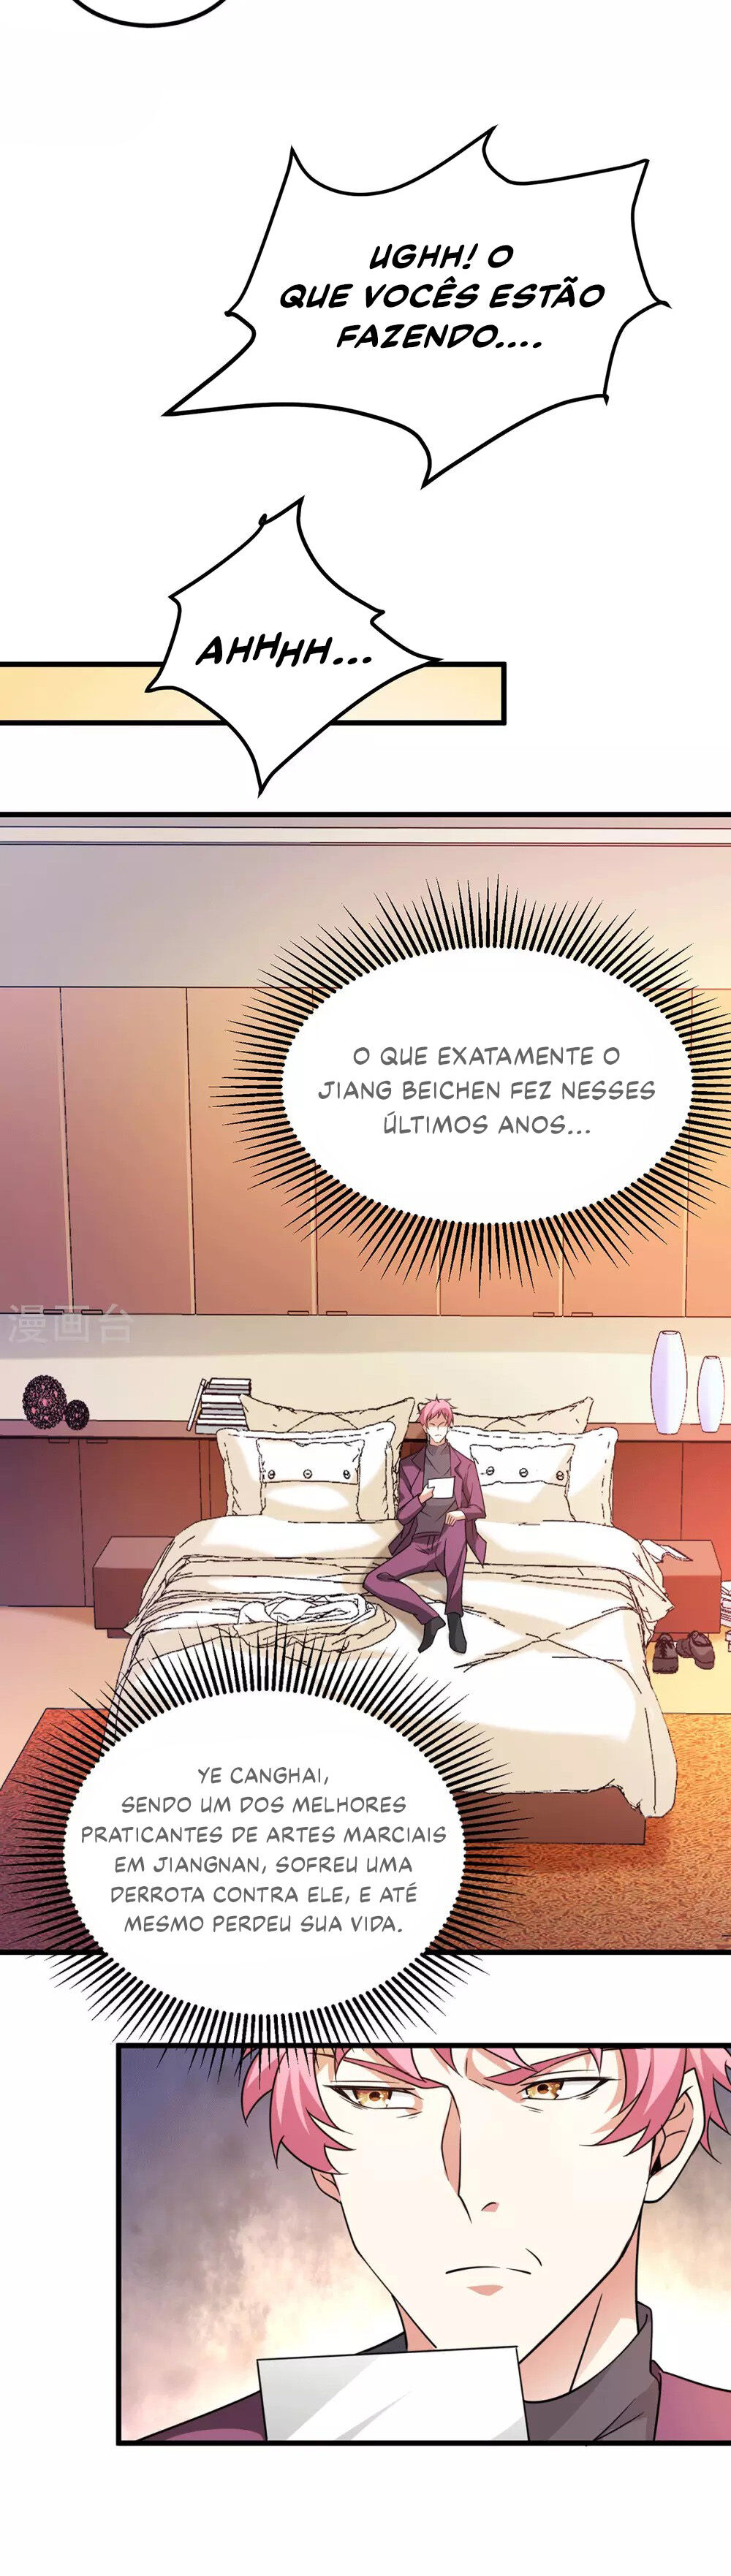 UGHH! O
QUE VOCÊS ESTÃO
FAZENDO....
AHHHH...
O QUE EXATAMENTE O
JIANG BEICHEN FEZ NESSES
ÚLTIMOS ANOS...
漫画台
YE CANGHAI,
SENDO UM DOS MELHORES
PRATICANTES DE ARTES MARCIAIS
EM JIANGNAN, SOFREU UMA
DERROTA CONTRA ELE, E ATÉ
MESMO PERDEU SUA VIDA.